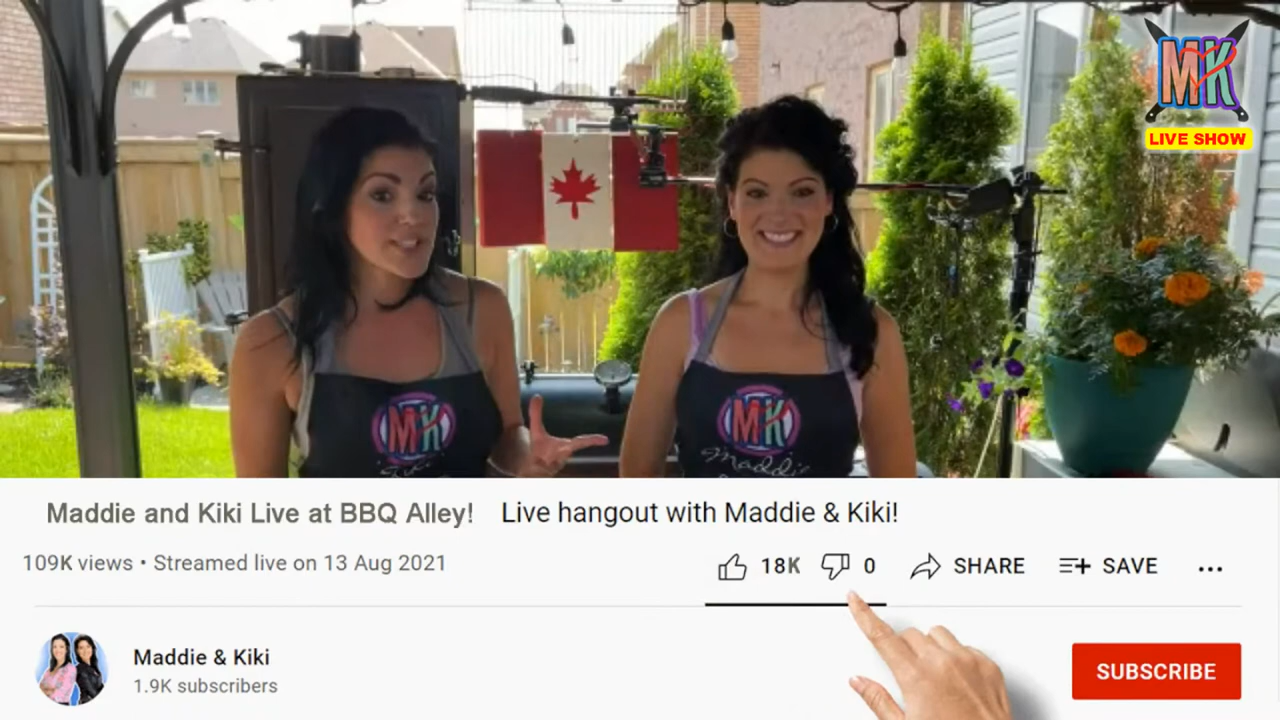 MK
LIVE SHOW
MK
MK
Maddie
Maddie and Kiki Live at BBQ Alley! Live hangout with Maddie & Kiki!
109K views • Streamed live on 13 Aug 2021
18K 0 SHARE SAVE
Maddie & Kiki
1.9K subscribers
SUBSCRIBE